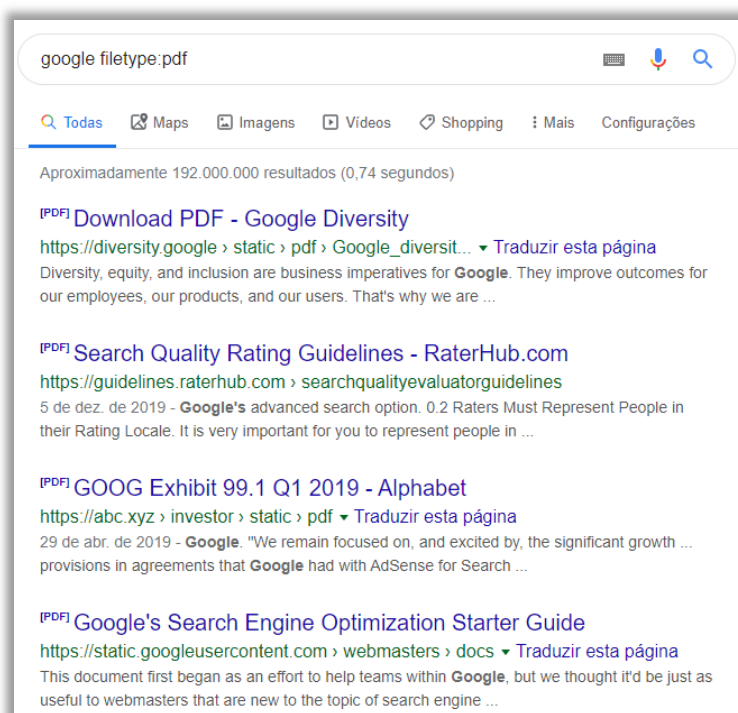 google filetype:pdf
Todas Maps Imagens Vídeos Shopping Mais Configurações
Aproximadamente 192.000.000 resultados (0,74 segundos)
[PDF] Download PDF - Google Diversity
https://diversity.google › static › pdf › Google_diversit... Traduzir esta página
Diversity, equity, and inclusion are business imperatives for Google. They improve outcomes for
our employees, our products, and our users. That's why we are ...
[PDF] Search Quality Rating Guidelines - RaterHub.com
https://guidelines.raterhub.com › searchqualityevaluatorguidelines
5 de dez. de 2019 - Google's advanced search option. 0.2 Raters Must Represent People in
their Rating Locale. It is very important for you to represent people in ...
[PDF] GOOG Exhibit 99.1 Q1 2019 - Alphabet
https://abc.xyz › investor › static › pdf Traduzir esta página
29 de abr. de 2019 - Google. "We remain focused on, and excited by, the significant growth ...
provisions in agreements that Google had with AdSense for Search ...
[PDF] Google's Search Engine Optimization Starter Guide
https://static.googleusercontent.com › webmasters › docs Traduzir esta página
This document first began as an effort to help teams within Google, but we thought it'd be just as
useful to webmasters that are new to the topic of search engine ...